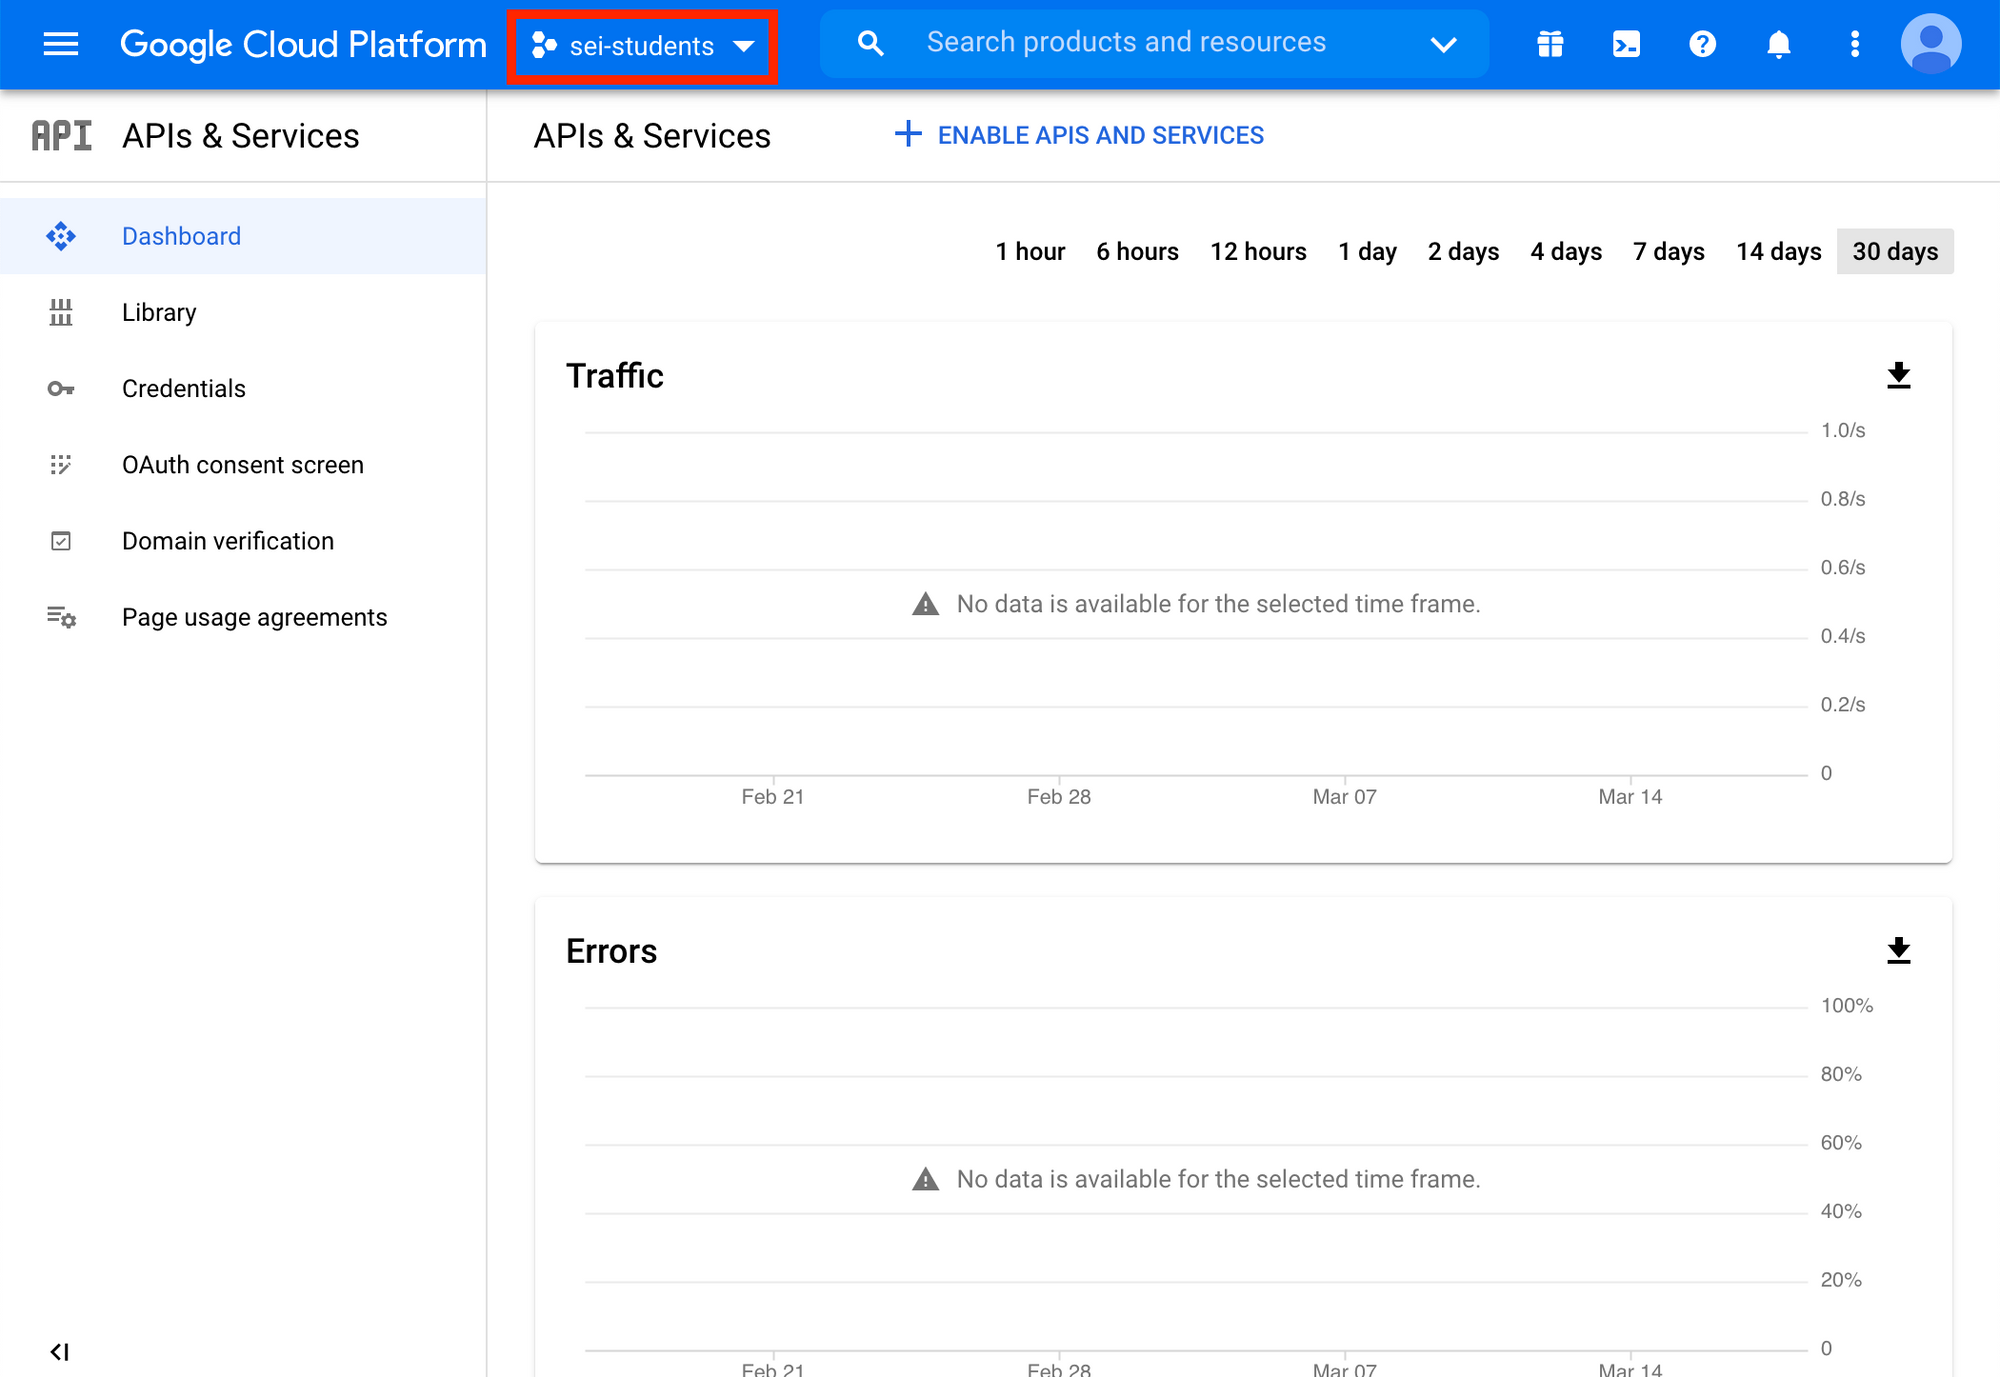 Google Cloud Platform
sei-students
Search products and resources
API APIs & Services
APIs & Services
ENABLE APIS AND SERVICES
Dashboard
Library
Credentials
OAuth consent screen
Domain verification
Page usage agreements
1 hour 6 hours 12 hours 1 day 2 days 4 days 7 days 14 days 30 days
Traffic
1.0/s
0.8/s
0.6/s
No data is available for the selected time frame.
0.4/s
0.2/s
0
Feb 21 Feb 28 Mar 07 Mar 14
Errors
100%
80%
60%
No data is available for the selected time frame.
40%
20%
0
Feb 21 Feb 28 Mar 07 Mar 14